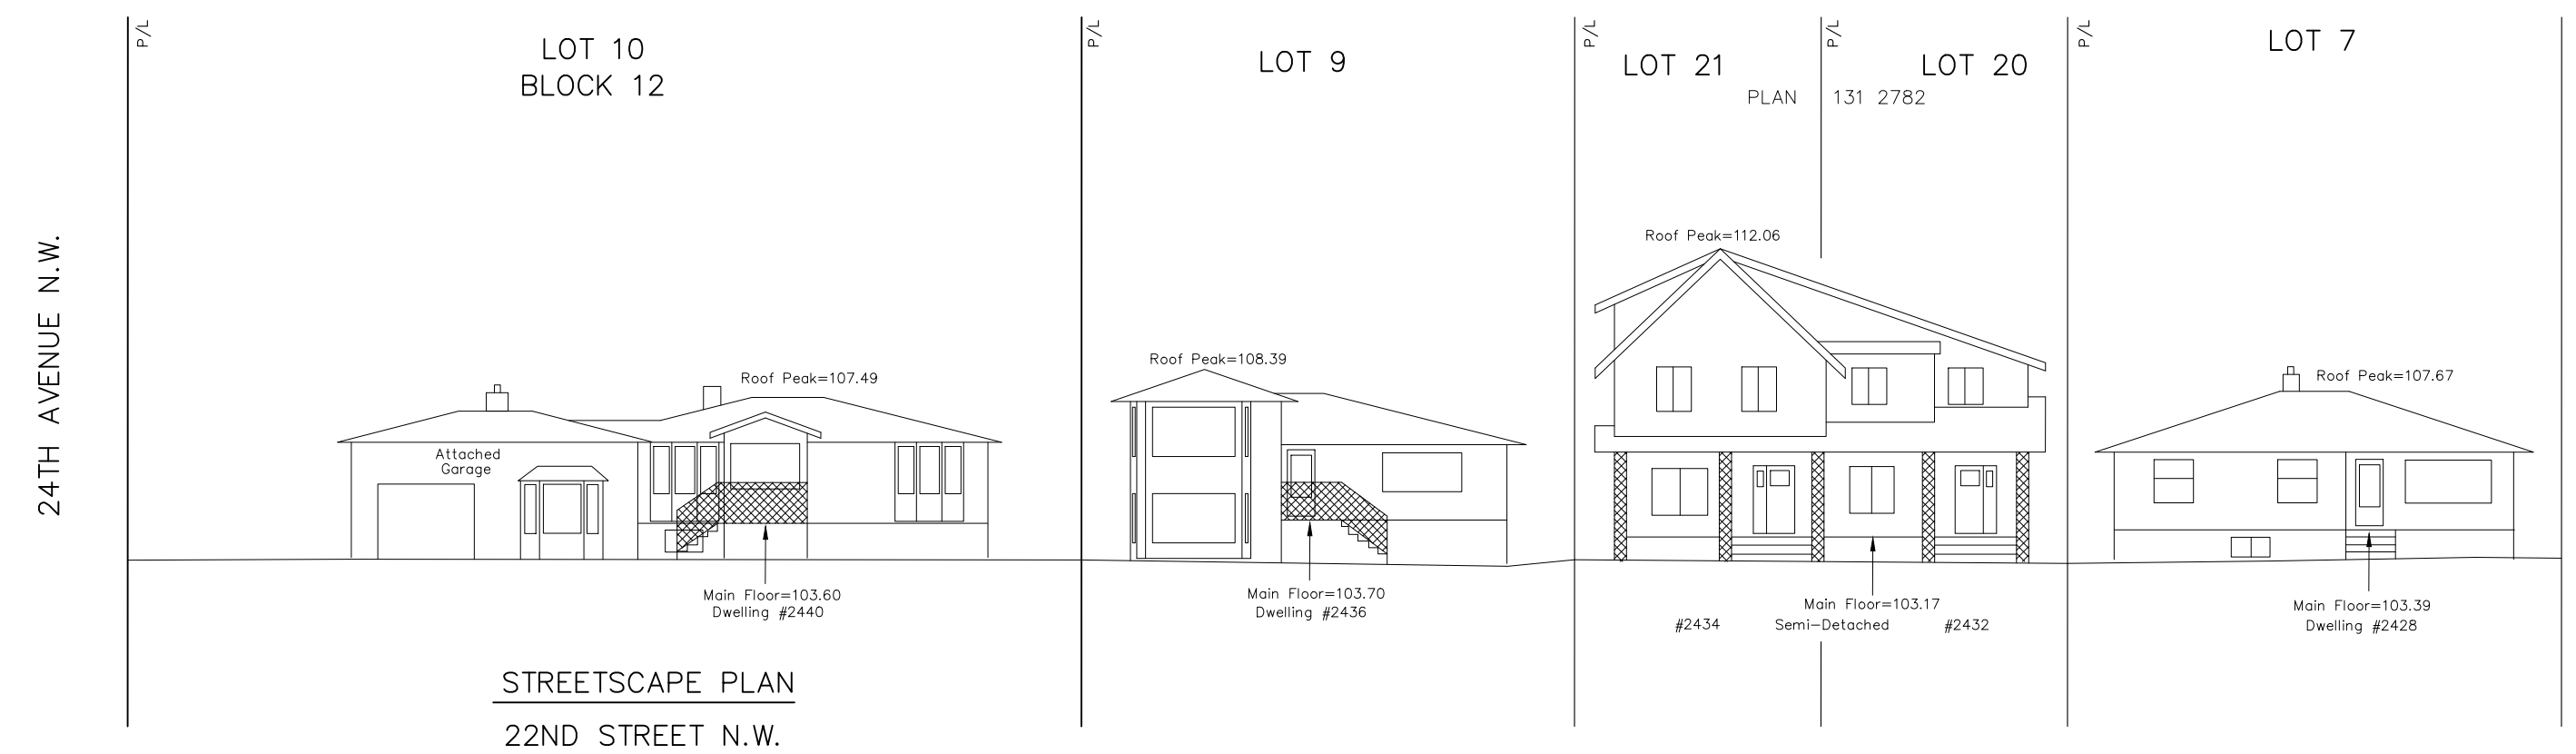 24TH AVENUE N.W.
P/L
LOT 10
BLOCK 12
Roof Peak=107.49
Attached
Garage
Main Floor=103.60
Dwelling #2440
P/L
LOT 9
Roof Peak=108.39
Main Floor=103.70
Dwelling #2436
P/L
LOT 21
P/L
LOT 20
PLAN 131 2782
Roof Peak=112.06
Main Floor=103.17
#2434 Semi-Detached #2432
P/L
LOT 7
Roof Peak=107.67
Main Floor=103.39
Dwelling #2428
STREETSCAPE PLAN
22ND STREET N.W.